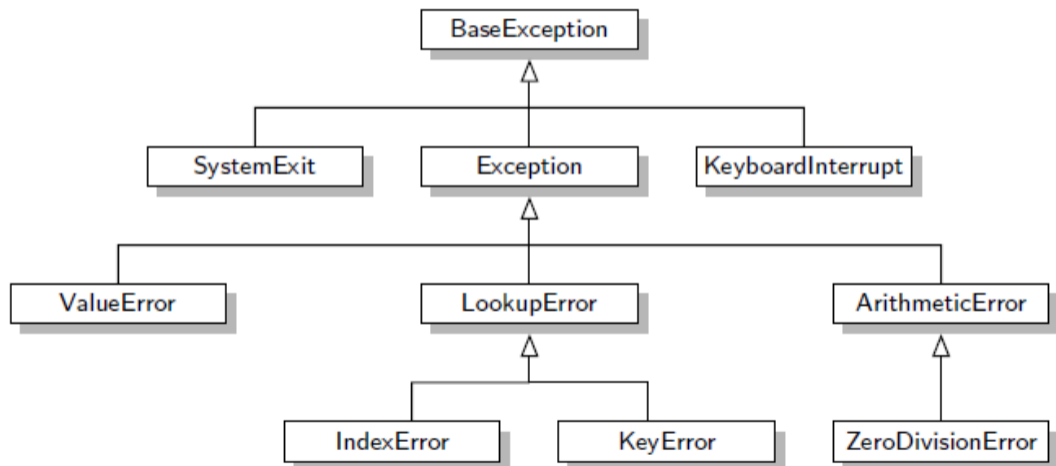 BaseException
SystemExit
Exception
KeyboardInterrupt
ValueError
LookupError
ArithmeticError
IndexError
KeyError
ZeroDivisionError